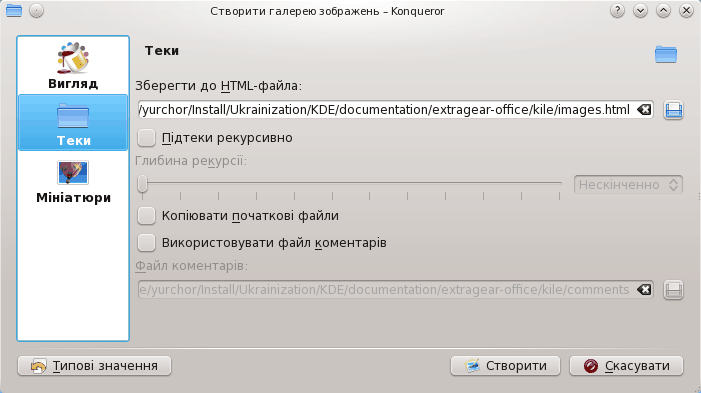 Створити галерею зображень – Konqueror
Вигляд
Теки
Мініатюри
Теки
Зберегти до HTML-файла:
/yurchor/Install/Ukrainization/KDE/documentation/extragear-office/kile/images.html
Підтеки рекурсивно
Глибина рекурсії:
Нескінченно
Копіювати початкові файли
Використовувати файл коментарів
Файл коментарів:
e/yurchor/Install/Ukrainization/KDE/documentation/extragear-office/kile/comments
Типові значення
Створити
Скасувати